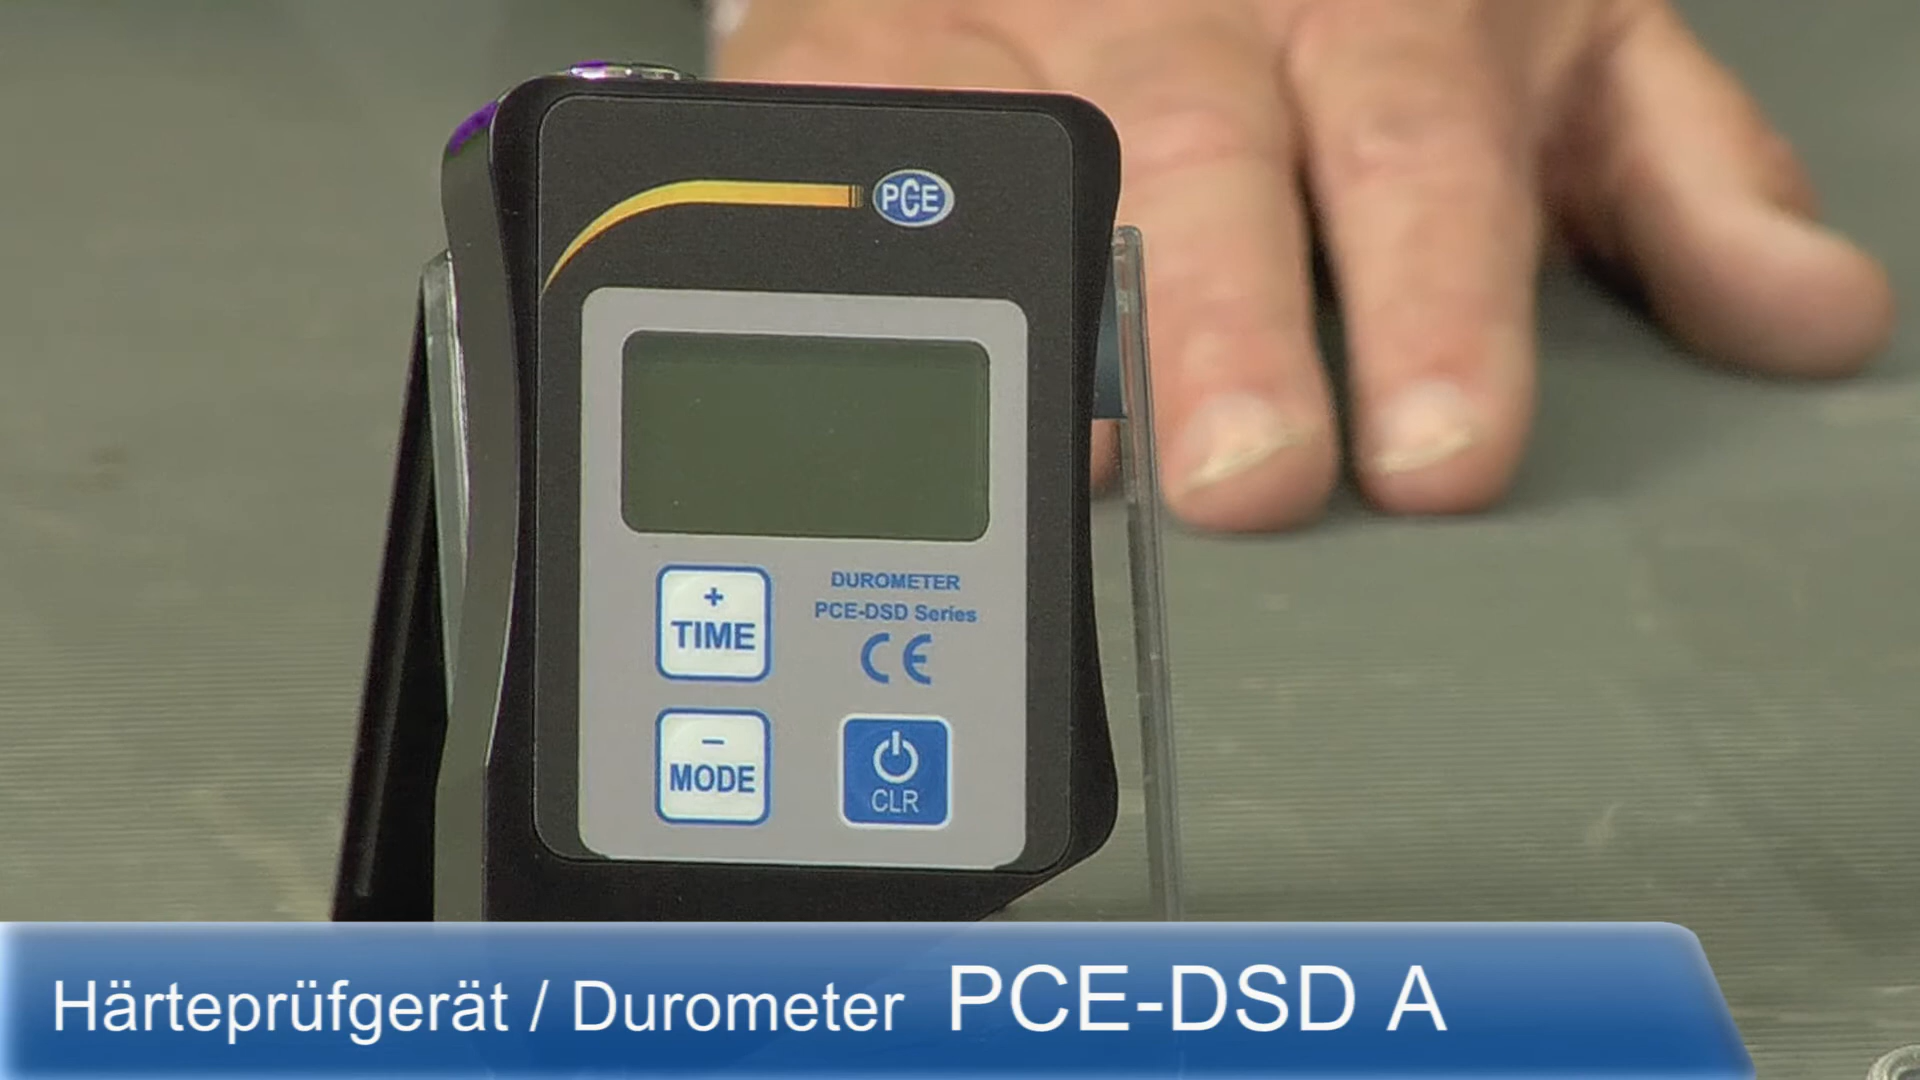 PCE
+
TIME
DUROMETER
PCE-DSD Series
CE
−
MODE
CLR
Härteprüfgerät / Durometer PCE-DSD A